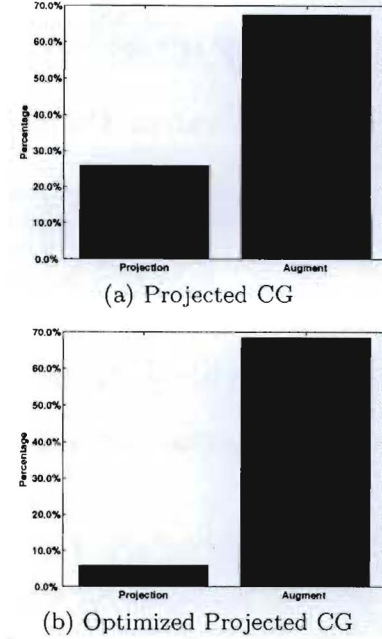 70.0%
60.0%
50.0%
40.0%
30.0%
20.0%
10.0%
0.0%
Percentage
Projection Augment
(a) Projected CG
70.0%
60.0%
50.0%
40.0%
30.0%
20.0%
10.0%
0.0%
Percentage
Projection Augment
(b) Optimized Projected CG